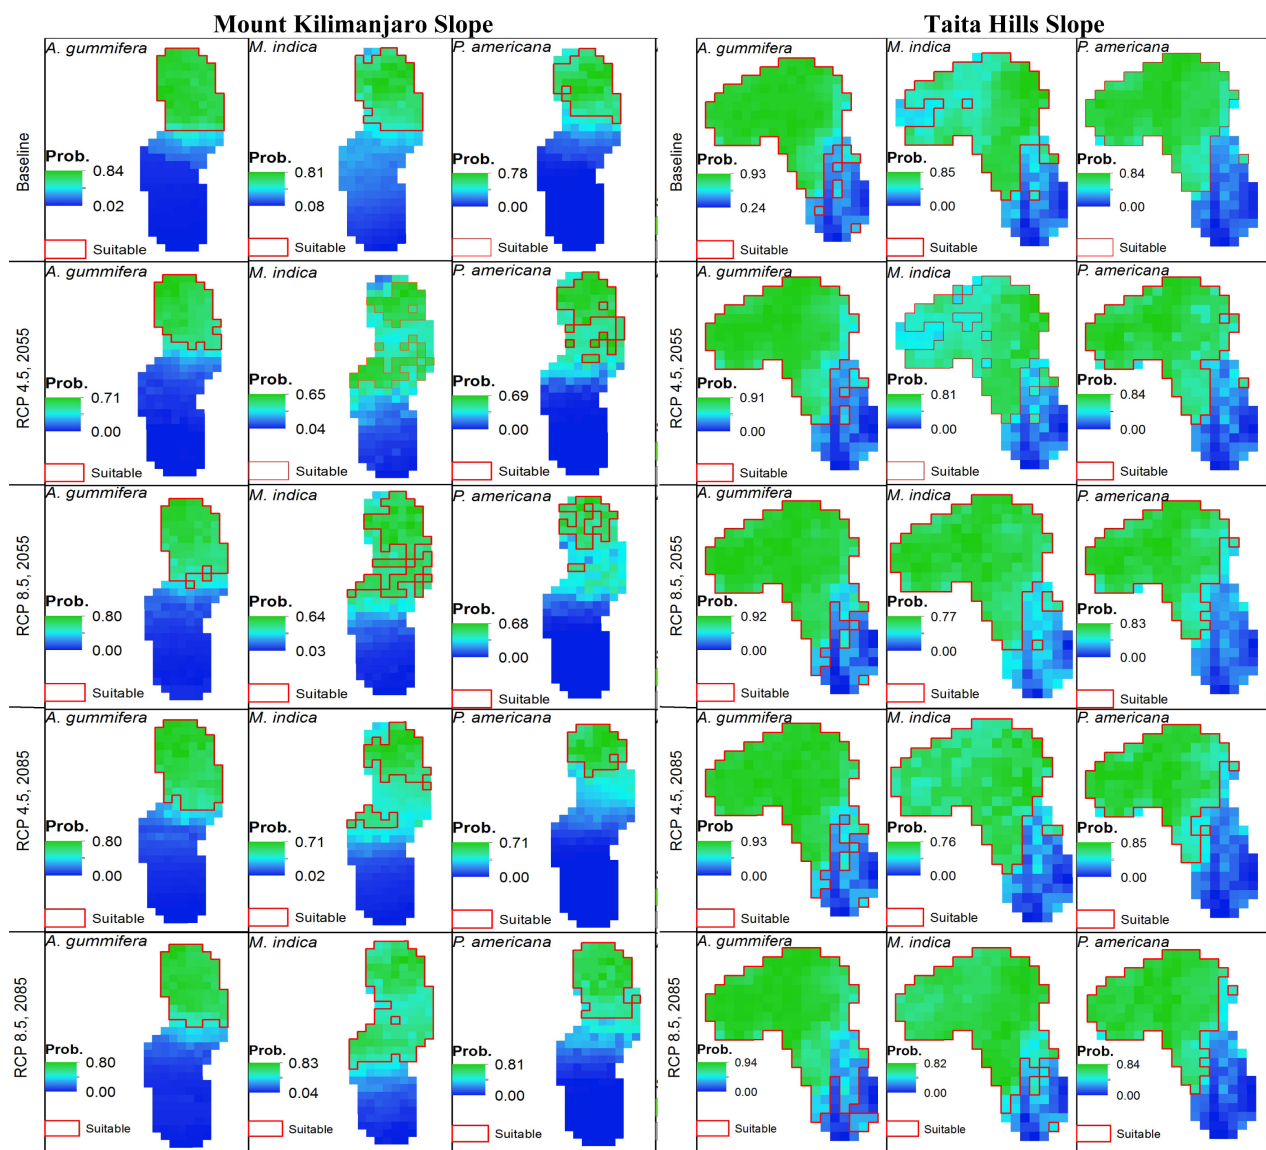 Mount Kilimanjaro Slope
Taita Hills Slope
Baseline
A. gummifera
Prob.
0.84
0.02
Suitable
M. indica
Prob.
0.81
0.08
Suitable
P. americana
Prob.
0.78
0.00
Suitable
Baseline
A. gummifera
Prob.
0.93
0.24
Suitable
M. indica
Prob.
0.85
0.00
Suitable
P. americana
Prob.
0.84
0.00
Suitable
RCP 4.5, 2055
A. gummifera
Prob.
0.71
0.00
Suitable
M. indica
Prob.
0.65
0.04
Suitable
P. americana
Prob.
0.69
0.00
Suitable
RCP 4.5, 2055
A. gummifera
Prob.
0.91
0.00
Suitable
M. indica
Prob.
0.81
0.00
Suitable
P. americana
Prob.
0.84
0.00
Suitable
RCP 8.5, 2055
A. gummifera
Prob.
0.80
0.00
Suitable
M. indica
Prob.
0.64
0.03
Suitable
P. americana
Prob.
0.68
0.00
Suitable
RCP 8.5, 2055
A. gummifera
Prob.
0.92
0.00
Suitable
M. indica
Prob.
0.77
0.00
Suitable
P. americana
Prob.
0.83
0.00
Suitable
RCP 4.5, 2085
A. gummifera
Prob.
0.80
0.00
Suitable
M. indica
Prob.
0.71
0.02
Suitable
P. americana
Prob.
0.71
0.00
Suitable
RCP 4.5, 2085
A. gummifera
Prob
0.93
0.00
Suitable
M. indica
Prob.
0.76
0.00
Suitable
P. americana
Prob.
0.85
0.00
Suitable
RCP 8.5, 2085
A. gummifera
Prob.
0.80
0.00
Suitable
M. indica
Prob.
0.83
0.04
Suitable
P. americana
Prob.
0.81
0.00
Suitable
RCP 8.5, 2085
A. gummifera
Prob.
0.94
0.00
Suitable
M. indica
Prob.
0.82
0.00
Suitable
P. americana
Prob.
0.84
0.00
Suitable